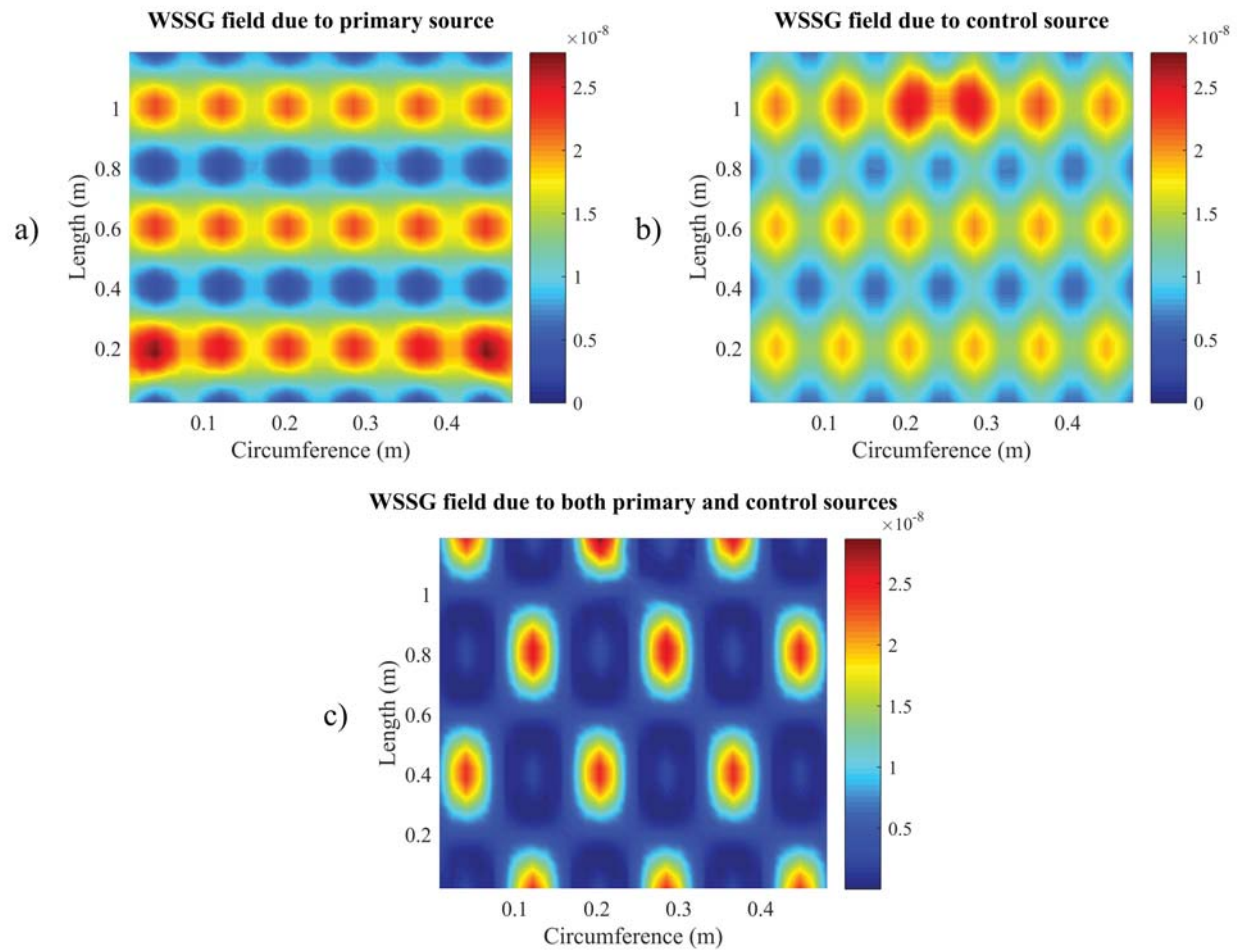 WSSG field due to primary source
×10⁻⁸
2.5
2
1.5
1
0.5
0
1
0.8
0.6
0.4
0.2
Length (m)
0.1 0.2 0.3 0.4
Circumference (m)
a)
WSSG field due to control source
×10⁻⁸
2.5
2
1.5
1
0.5
0
1
0.8
0.6
0.4
0.2
Length (m)
0.1 0.2 0.3 0.4
Circumference (m)
b)
WSSG field due to both primary and control sources
×10⁻⁸
2.5
2
1.5
1
0.5
1
0.8
0.6
0.4
0.2
Length (m)
0.1 0.2 0.3 0.4
Circumference (m)
c)